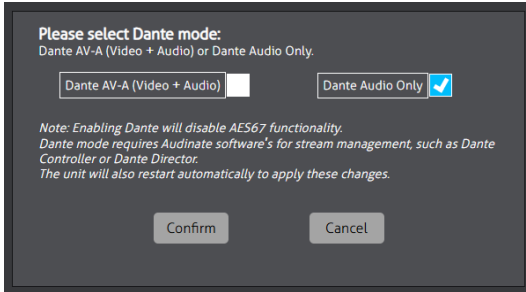 Please select Dante mode:
Dante AV-A (Video + Audio) or Dante Audio Only.
Dante AV-A (Video + Audio)
Dante Audio Only
Note: Enabling Dante will disable AES67 functionality.
Dante mode requires Audinate software's for stream management, such as Dante
Controller or Dante Director.
The unit will also restart automatically to apply these changes.
Confirm
Cancel